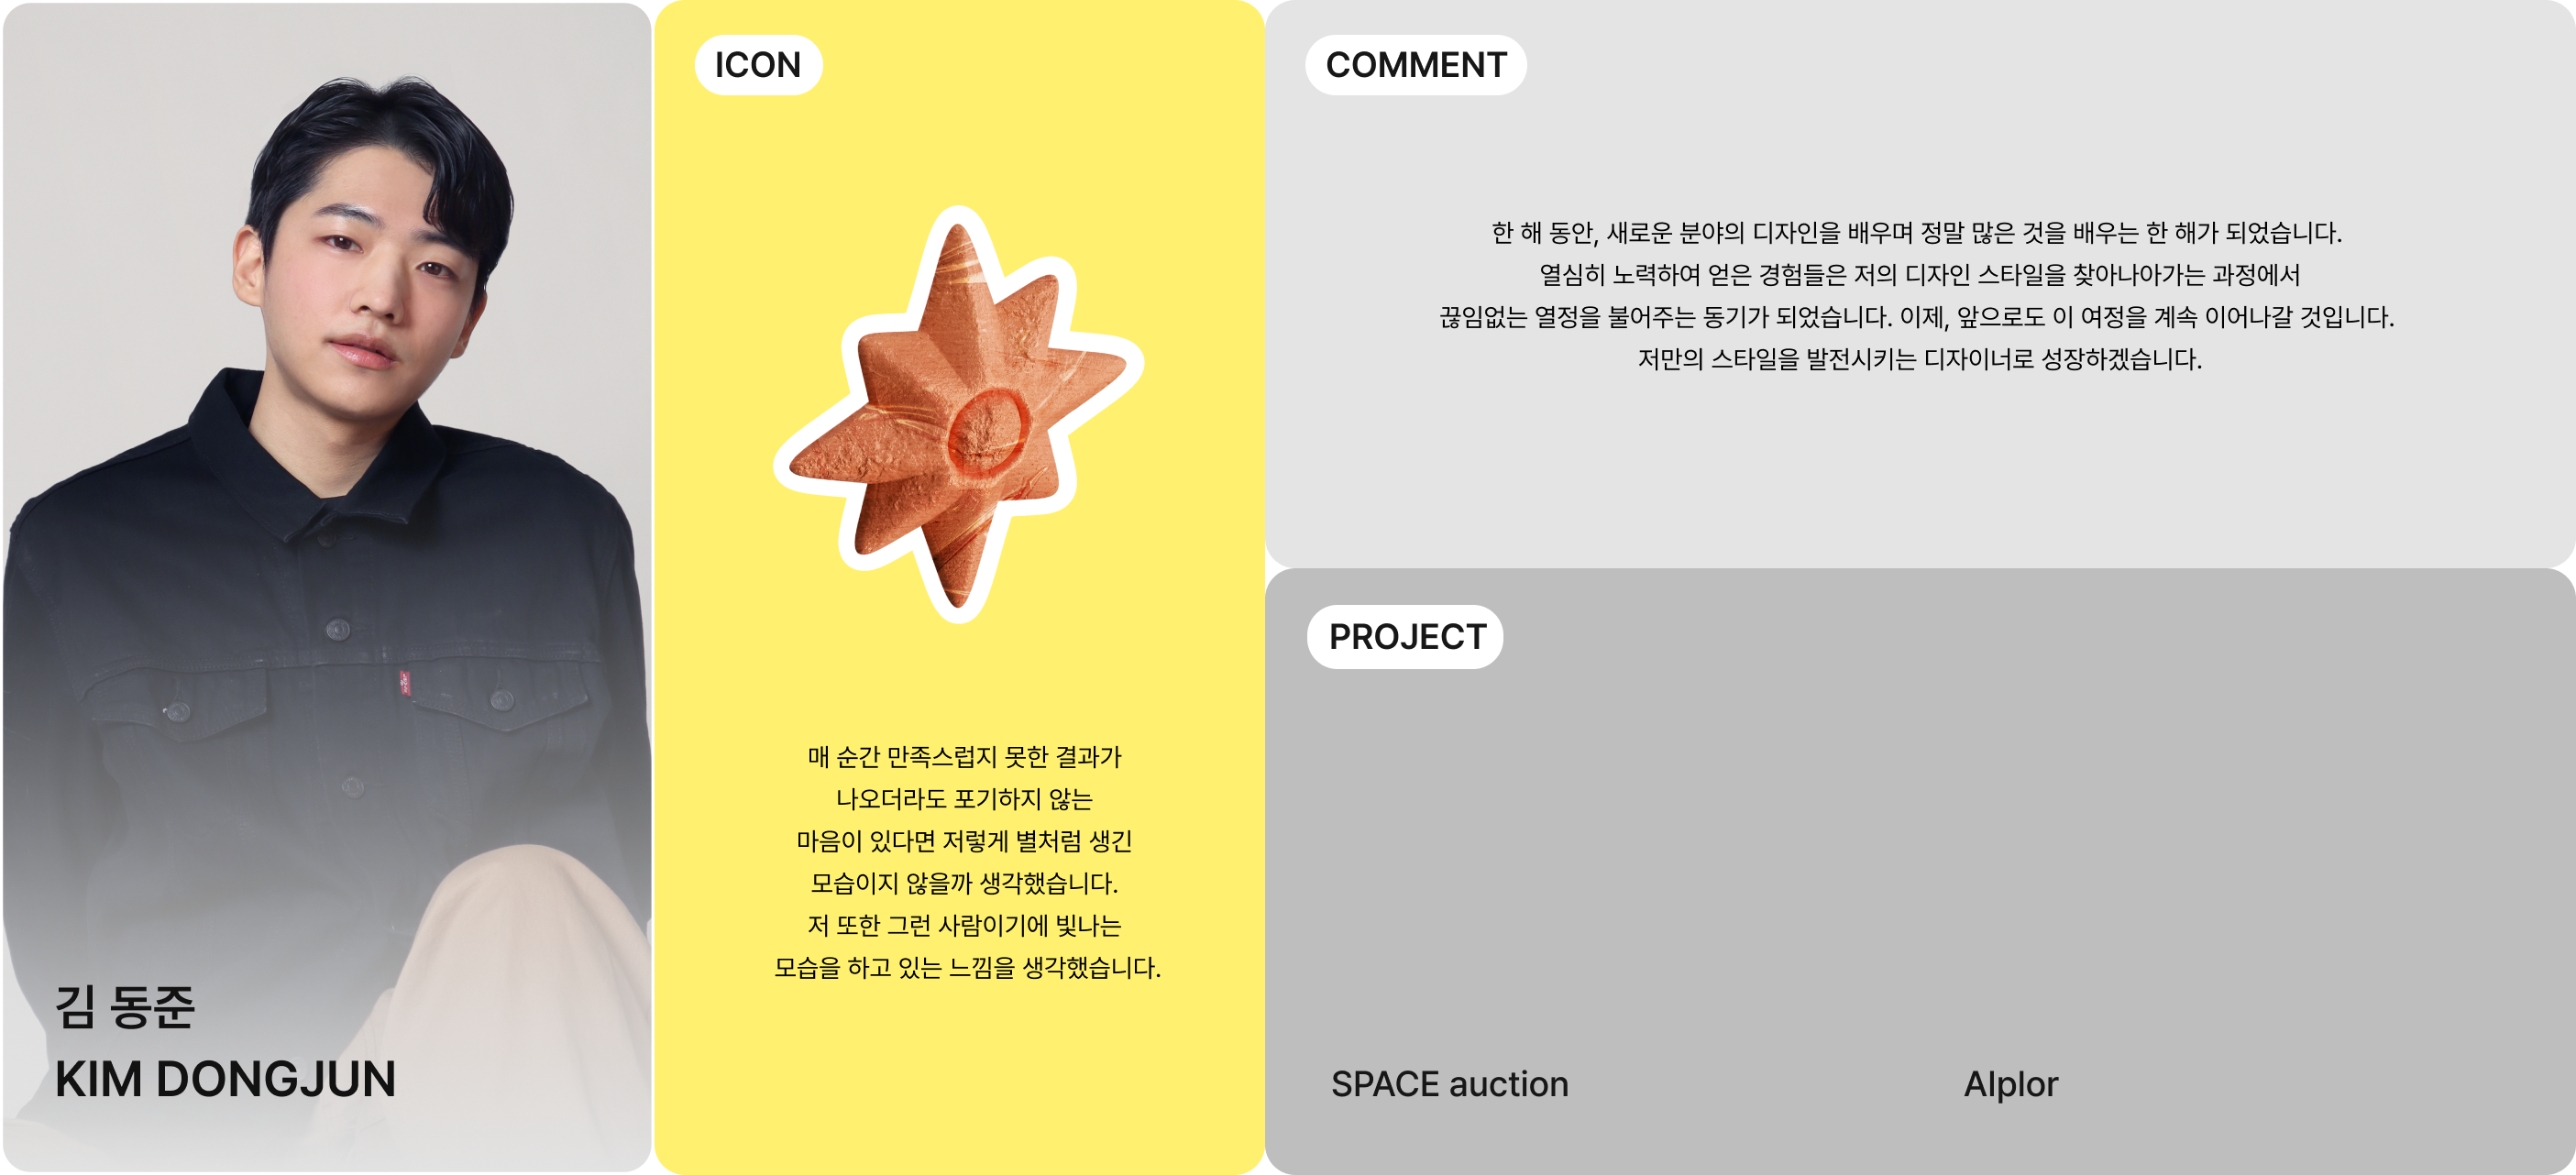 김 동준
KIM DONGJUN
ICON
매 순간 만족스럽지 못한 결과가
나오더라도 포기하지 않는
마음이 있다면 저렇게 별처럼 생긴
모습이지 않을까 생각했습니다.
저 또한 그런 사람이기에 빛나는
모습을 하고 있는 느낌을 생각했습니다.
COMMENT
한 해 동안, 새로운 분야의 디자인을 배우며 정말 많은 것을 배우는 한 해가 되었습니다.
열심히 노력하여 얻은 경험들은 저의 디자인 스타일을 찾아나아가는 과정에서
끊임없는 열정을 불어주는 동기가 되었습니다. 이제, 앞으로도 이 여정을 계속 이어나갈 것입니다.
저만의 스타일을 발전시키는 디자이너로 성장하겠습니다.
PROJECT
SPACE auction
Alplor